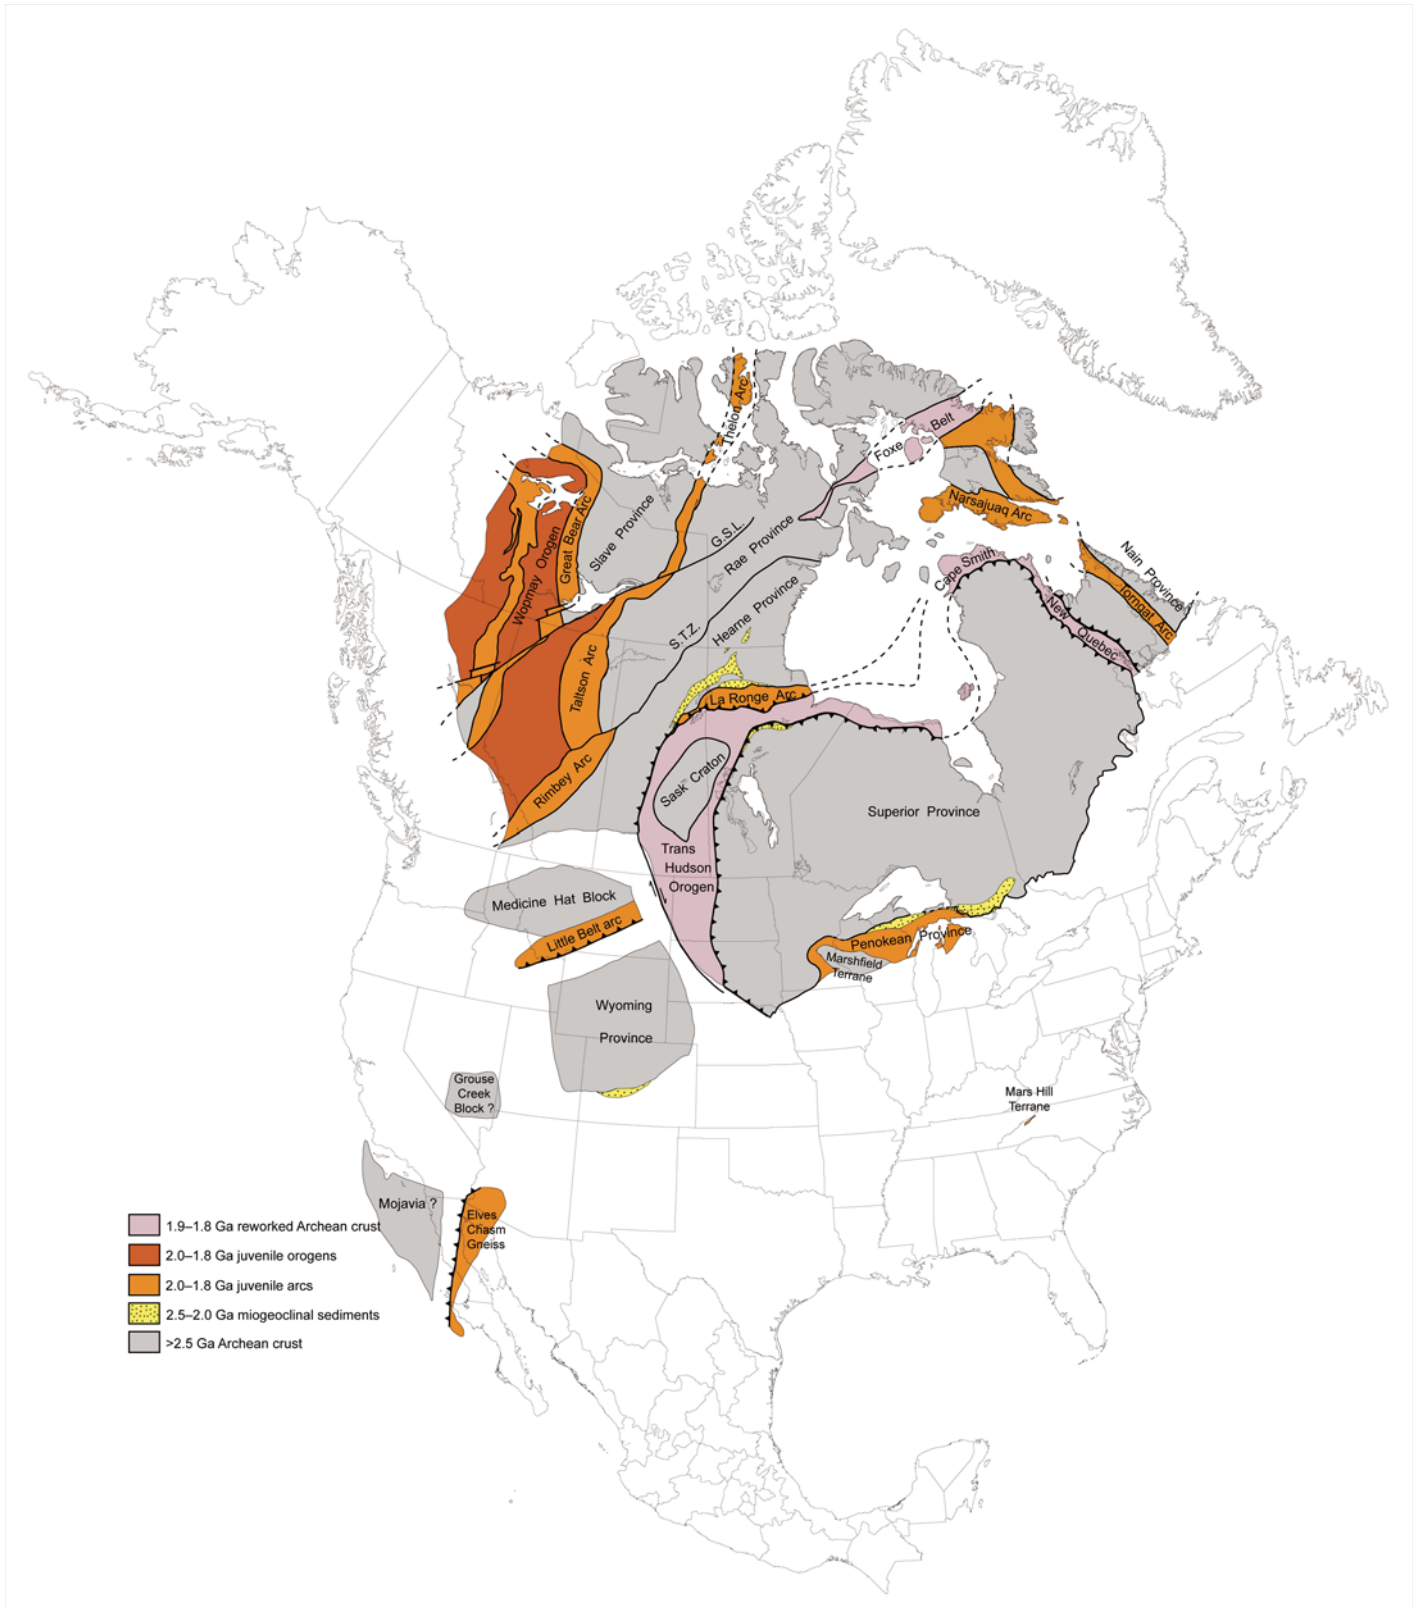 Thelon Arc
Foxe Belt
Narsajuaq Arc
Nain Province
Torngat Arc
Cape Smith
New Quebec
Wopmay Orogen
Great Bear Arc
Slave Province
G.S.L.
Rae Province
S.T.Z.
Hearne Province
Taltson Arc
La Ronge Arc
Rimbey Arc
Sask Craton
Superior Province
Trans
Hudson
Orogen
Medicine Hat Block
Little Belt arc
Penokean Province
Marshfield
Terrane
Wyoming
Province
Grouse
Creek
Block ?
Mars Hill
Terrane
Mojavia ?
Elves
Chasm
Gneiss
1.9–1.8 Ga reworked Archean crust
2.0–1.8 Ga juvenile orogens
2.0–1.8 Ga juvenile arcs
2.5–2.0 Ga miogeoclinal sediments
>2.5 Ga Archean crust